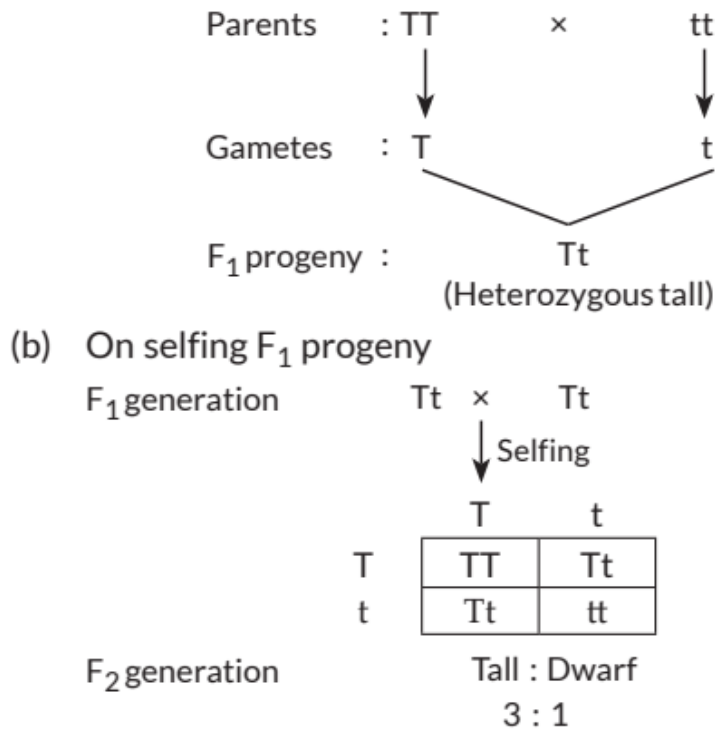 Parents : TT × tt
Gametes : T t
F₁ progeny : Tt
(Heterozygous tall)
(b) On selfing F₁ progeny
F₁ generation Tt × Tt
Selfing
T t
T TT Tt
t Tt tt
F₂ generation Tall : Dwarf
3 : 1